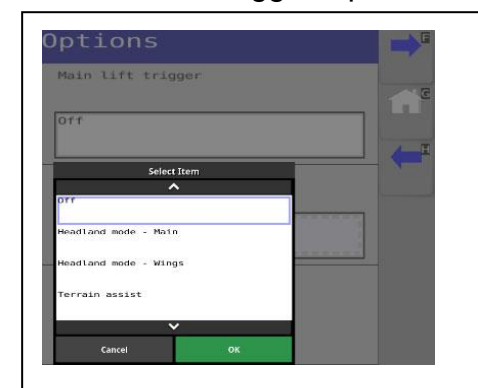 Options
F
Main lift trigger
G
Off
H
Select Item
Off
Headland mode - Main
Headland mode - Wings
Terrain assist
Cancel
OK